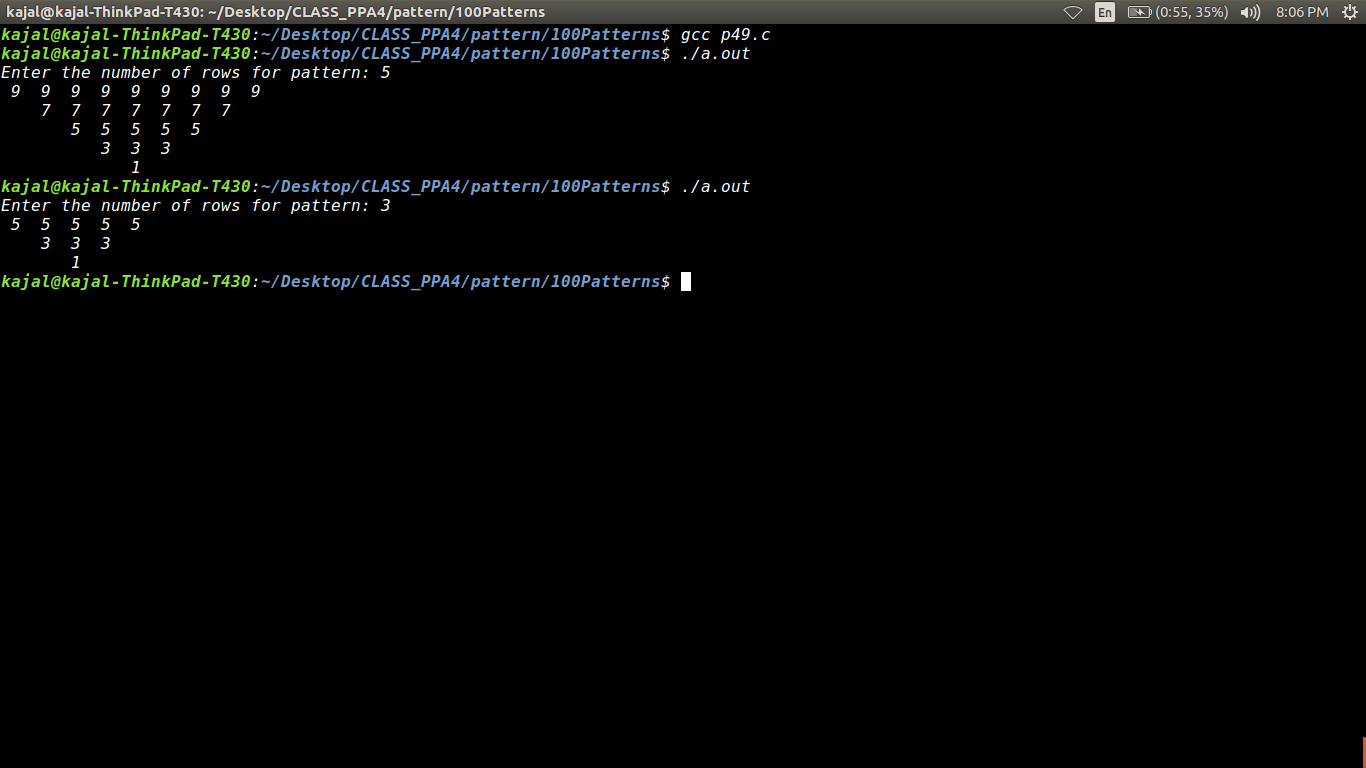 kajal@kajal-ThinkPad-T430: ~/Desktop/CLASS_PPA4/pattern/100Patterns En (0:55, 35%) 8:06 PM
kajal@kajal-ThinkPad-T430:~/Desktop/CLASS_PPA4/pattern/100Patterns$ gcc p49.c
kajal@kajal-ThinkPad-T430:~/Desktop/CLASS_PPA4/pattern/100Patterns$ ./a.out
Enter the number of rows for pattern: 5
 9  9  9  9  9  9  9  9  9
    7  7  7  7  7  7  7
       5  5  5  5  5
          3  3  3
             1
kajal@kajal-ThinkPad-T430:~/Desktop/CLASS_PPA4/pattern/100Patterns$ ./a.out
Enter the number of rows for pattern: 3
 5  5  5  5  5
    3  3  3
       1
kajal@kajal-ThinkPad-T430:~/Desktop/CLASS_PPA4/pattern/100Patterns$